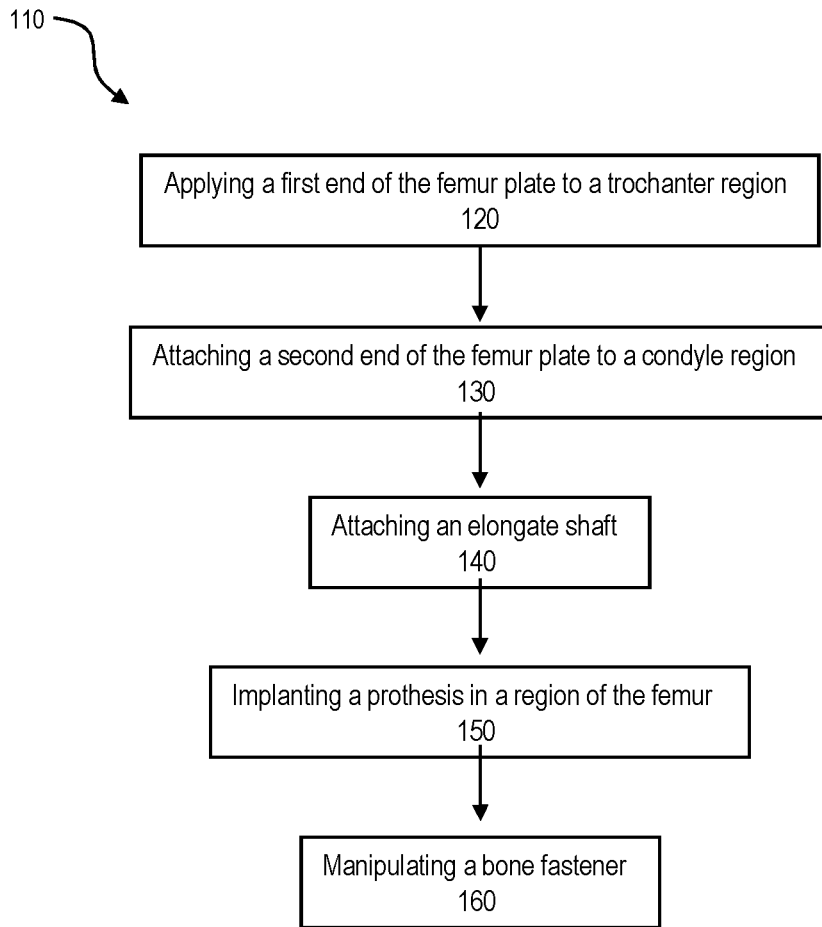 110
Applying a first end of the femur plate to a trochanter region
120
Attaching a second end of the femur plate to a condyle region
130
Attaching an elongate shaft
140
Implanting a prothesis in a region of the femur
150
Manipulating a bone fastener
160